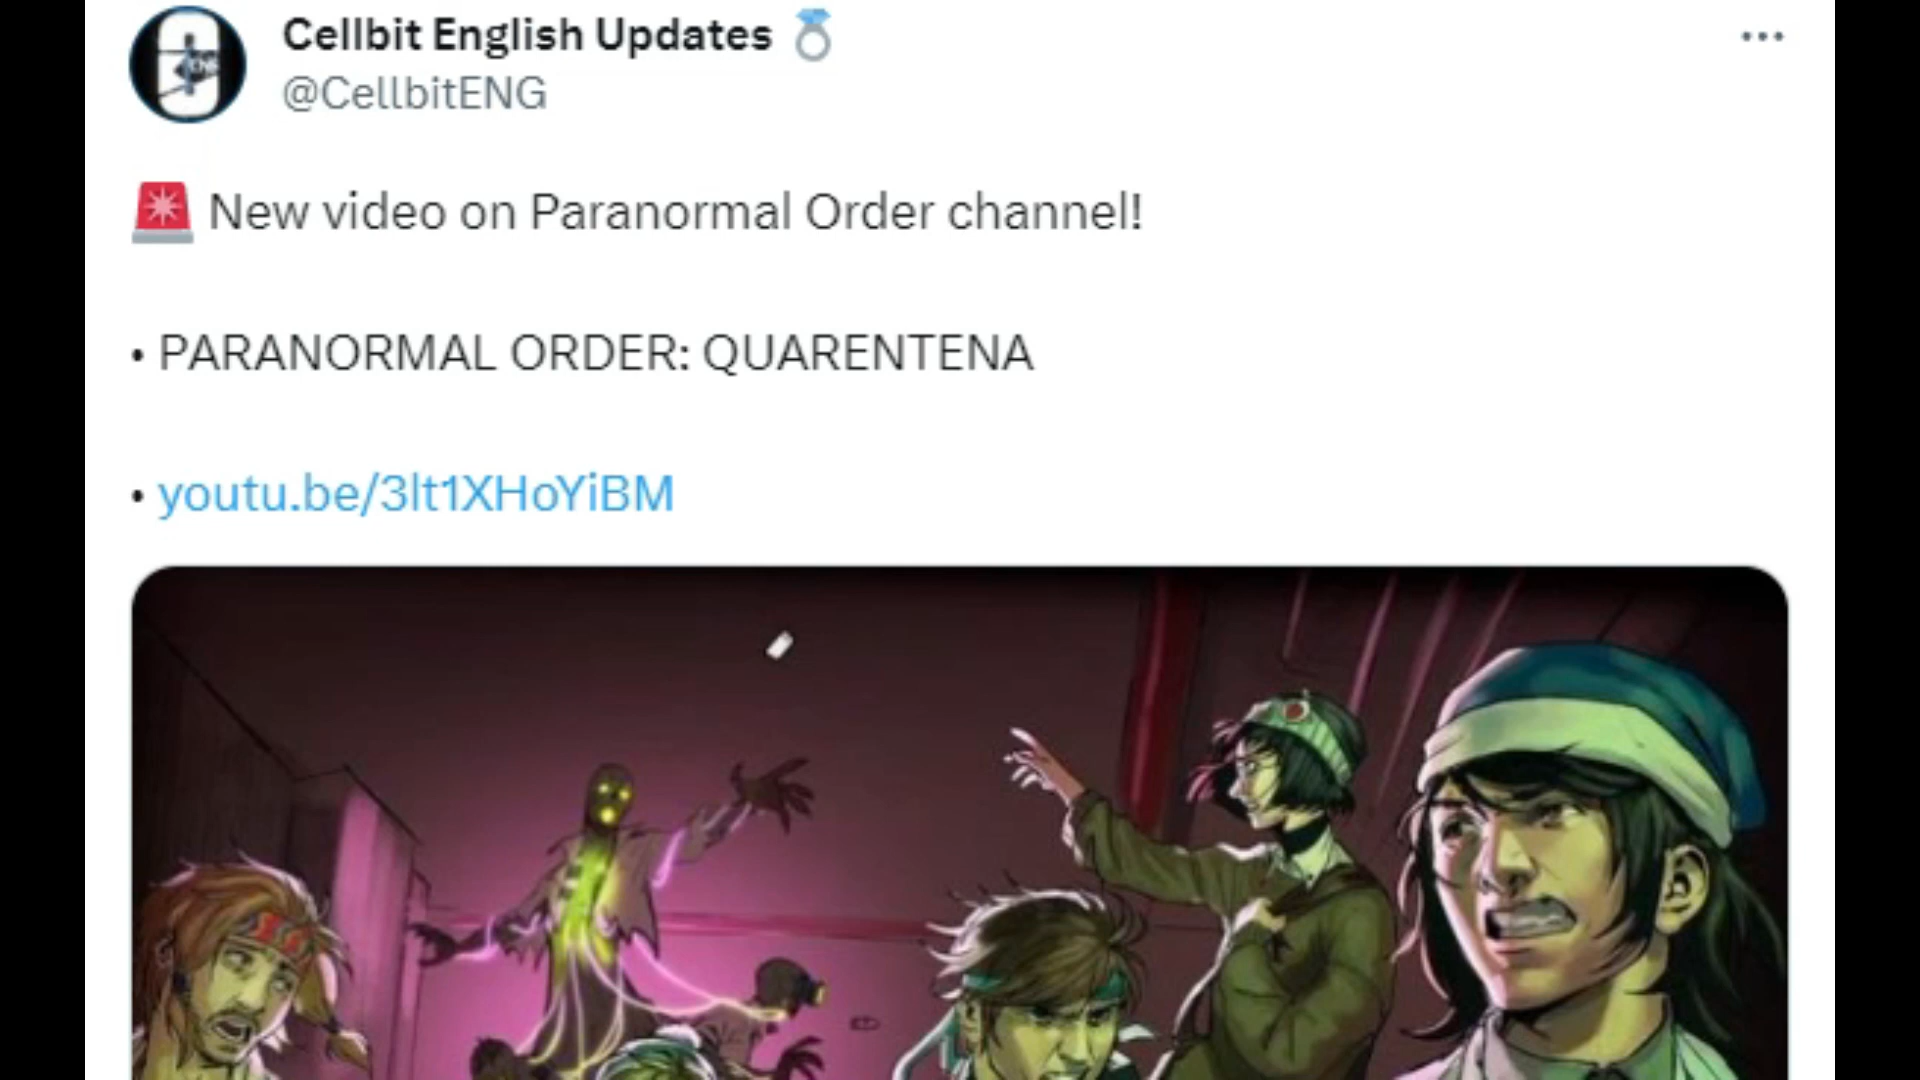 Cellbit English Updates 💍
@CellbitENG
🚨 New video on Paranormal Order channel!
• PARANORMAL ORDER: QUARENTENA
• youtu.be/3lt1XHoYiBM